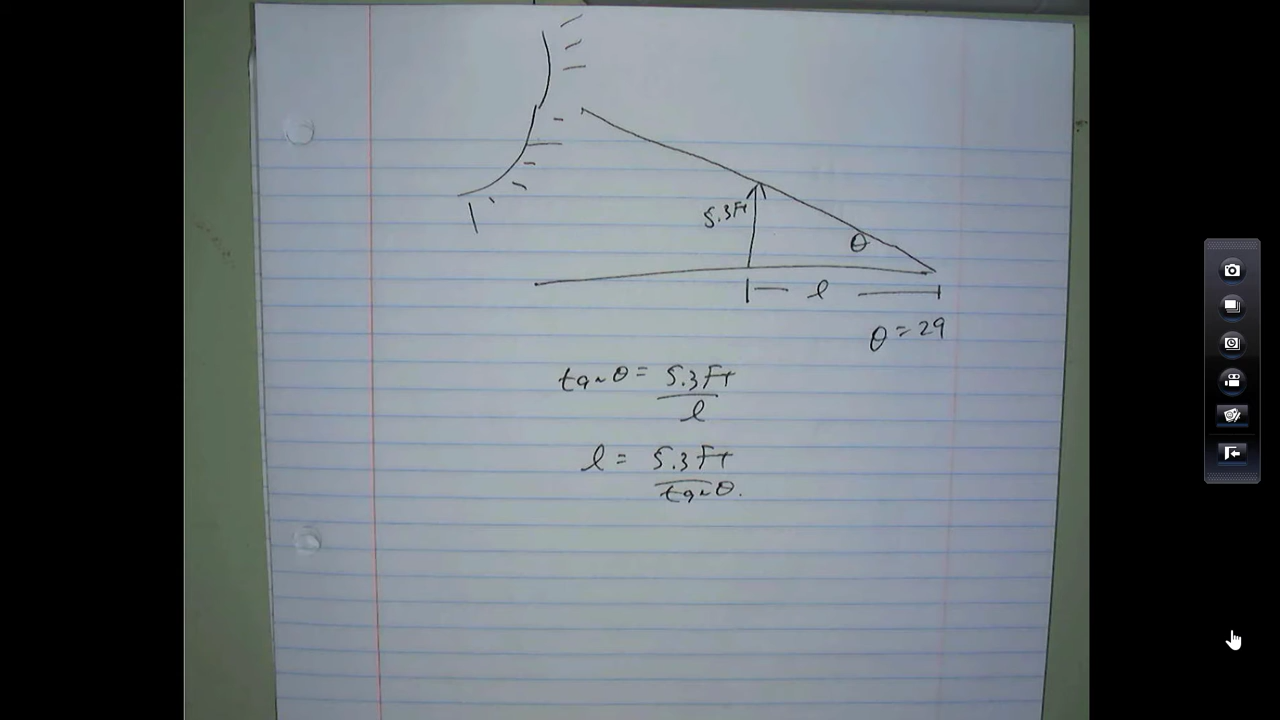 5.3Ft
θ
l
θ = 29
tanθ = 5.3Ft
l
l = 5.3Ft
tanθ.